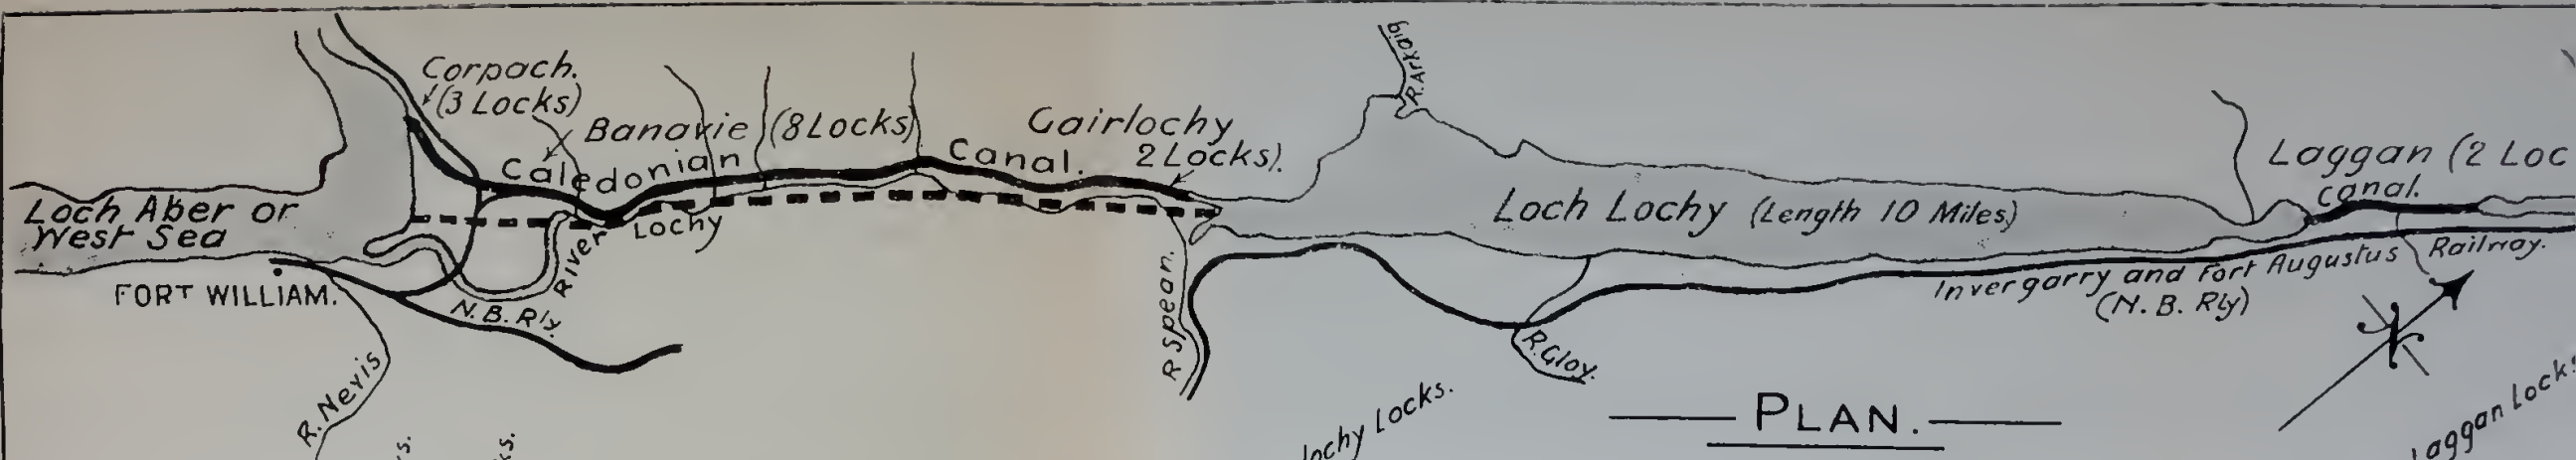 Corpach.
(3 Locks)
Banavie (8 Locks)
Caledonian Canal.
Gairlochy
2 Locks).
R. Arkaig
Laggan (2 Loc
canal.
Loch Aber or
West Sea
River Lochy
Loch Lochy (Length 10 Miles)
FORT WILLIAM.
N.B. Rly.
R. Nevis
R Spean.
R. Gloy.
Invergarry and Fort Augustus Railway.
(N. B. Rly)
PLAN.
lochy Locks.
Laggan Locks